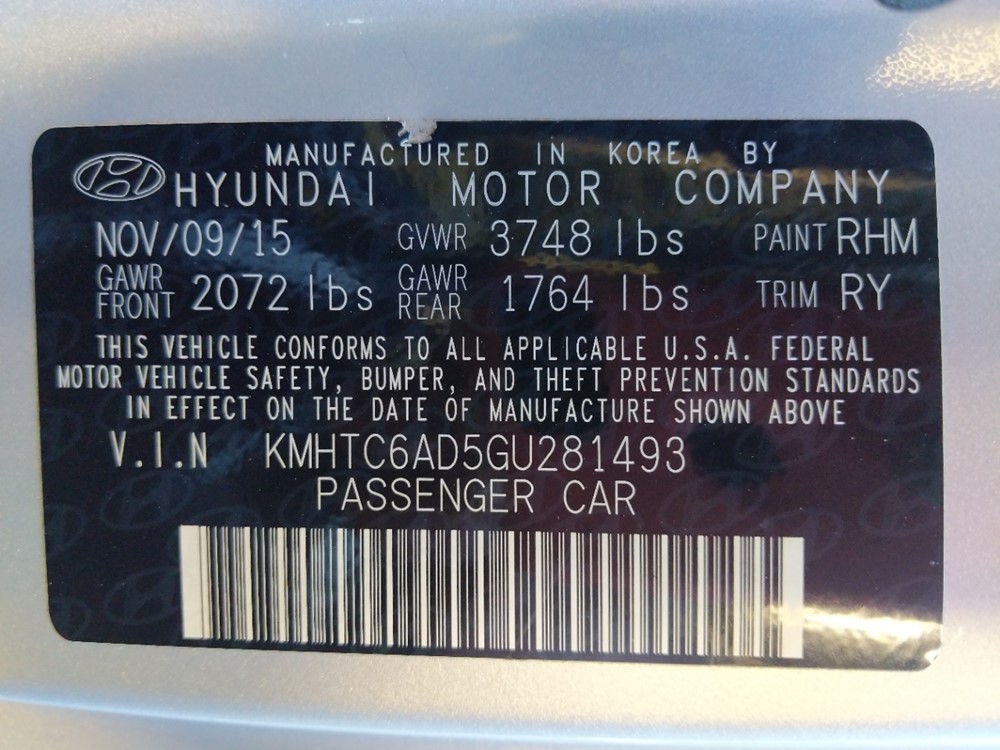 MANUFACTURED IN KOREA BY
HYUNDAI MOTOR COMPANY
NOV/09/15 GVWR 3748 lbs PAINT RHM
GAWR FRONT 2072 lbs GAWR REAR 1764 lbs TRIM RY
THIS VEHICLE CONFORMS TO ALL APPLICABLE U.S.A. FEDERAL
MOTOR VEHICLE SAFETY, BUMPER, AND THEFT PREVENTION STANDARDS
IN EFFECT ON THE DATE OF MANUFACTURE SHOWN ABOVE
V.I.N KMHTC6AD5GU281493
PASSENGER CAR